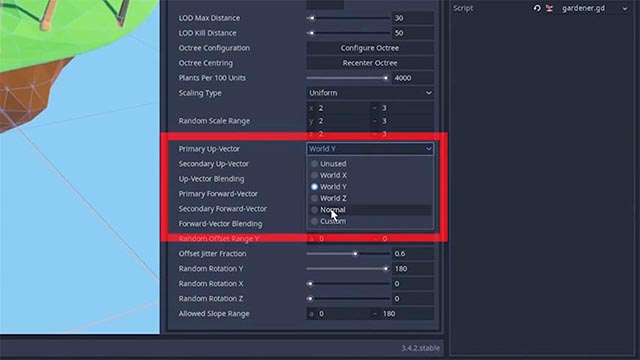 Script gardener.gd
LOD Max Distance 30
LOD Kill Distance 50
Octree Configuration Configure Octree
Octree Centring Recenter Octree
Plants Per 100 Units 4000
Scaling Type Uniform
x 2 ~ 3
Random Scale Range y 2 ~ 3
z 2 ~ 3
Primary Up-Vector World Y
Secondary Up-Vector Unused
Up-Vector Blending World X
World Y
Primary Forward-Vector World Z
Secondary Forward-Vector Normal
Forward-Vector Blending Custom
Random Offset Range Y a 0 ~ 0
Offset Jitter Fraction 0.6
Random Rotation Y 180
Random Rotation X 0
Random Rotation Z 0
Allowed Slope Range a 0 ~ 180
3.4.2.stable